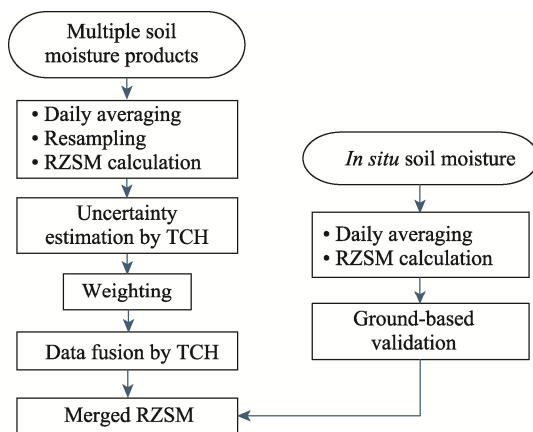 Multiple soil
moisture products
• Daily averaging
• Resampling
• RZSM calculation
Uncertainty
estimation by TCH
Weighting
Data fusion by TCH
Merged RZSM
In situ soil moisture
• Daily averaging
• RZSM calculation
Ground-based
validation